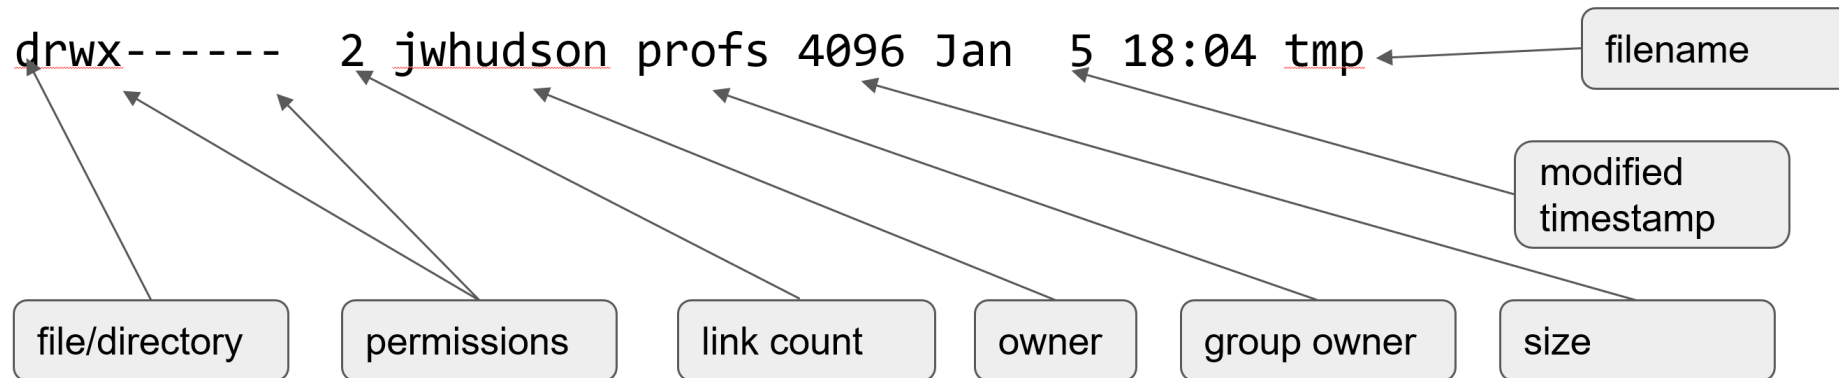 drwx------  2 jwhudson profs 4096 Jan  5 18:04 tmp
filename
modified
timestamp
file/directory
permissions
link count
owner
group owner
size